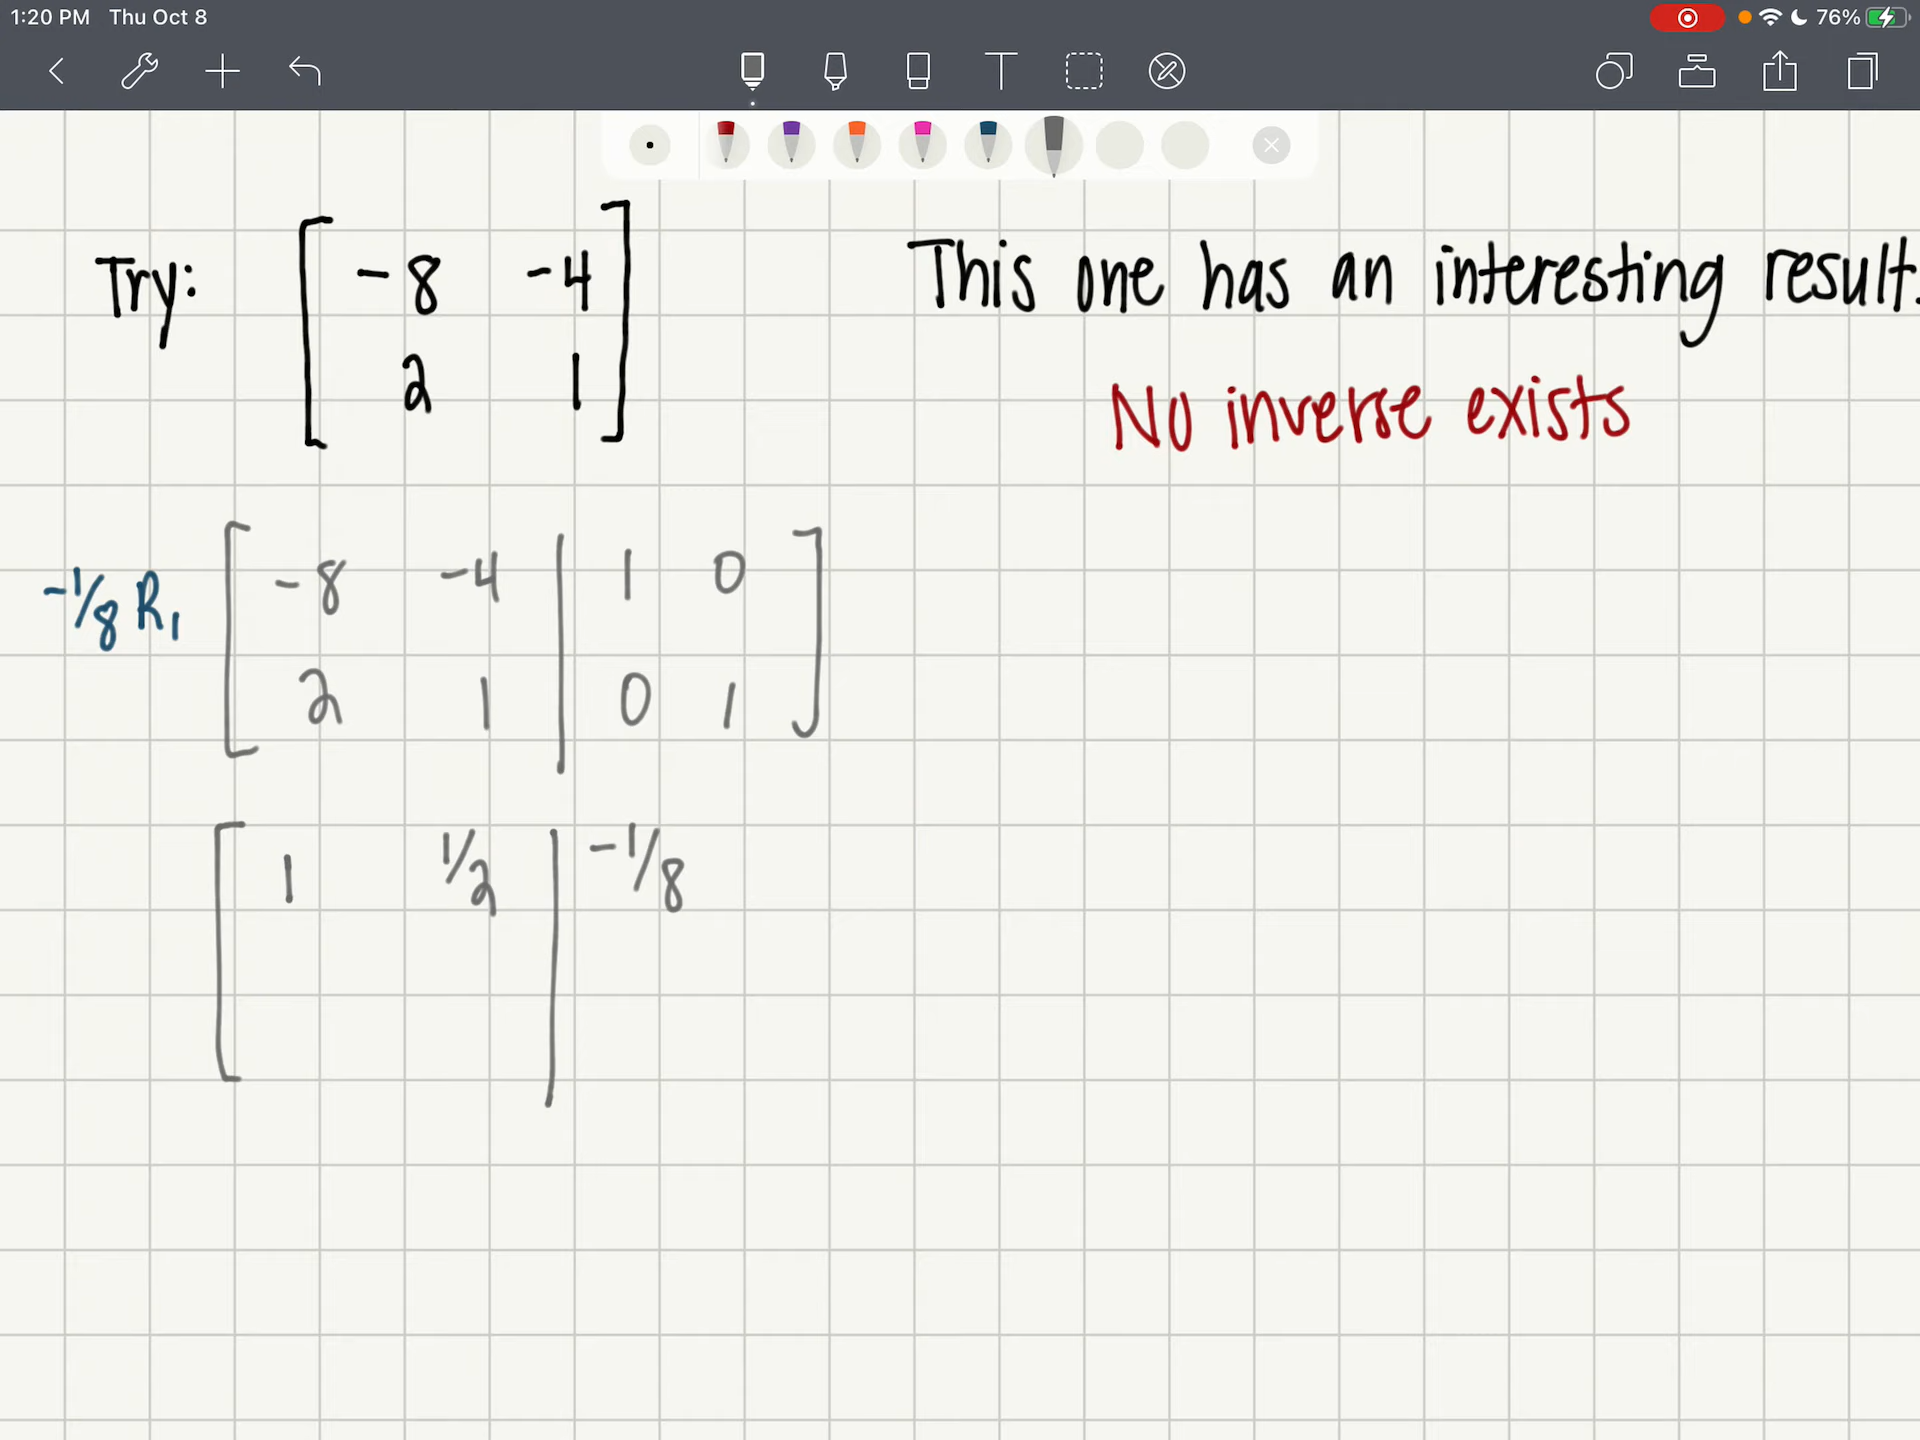 1:20 PM Thu Oct 8
76%
Try: [ -8 -4
2 1 ]
This one has an interesting result.
No inverse exists
-1/8 R₁ [ -8 -4 | 1 0
2 1 | 0 1 ]
[ 1 1/2 | -1/8